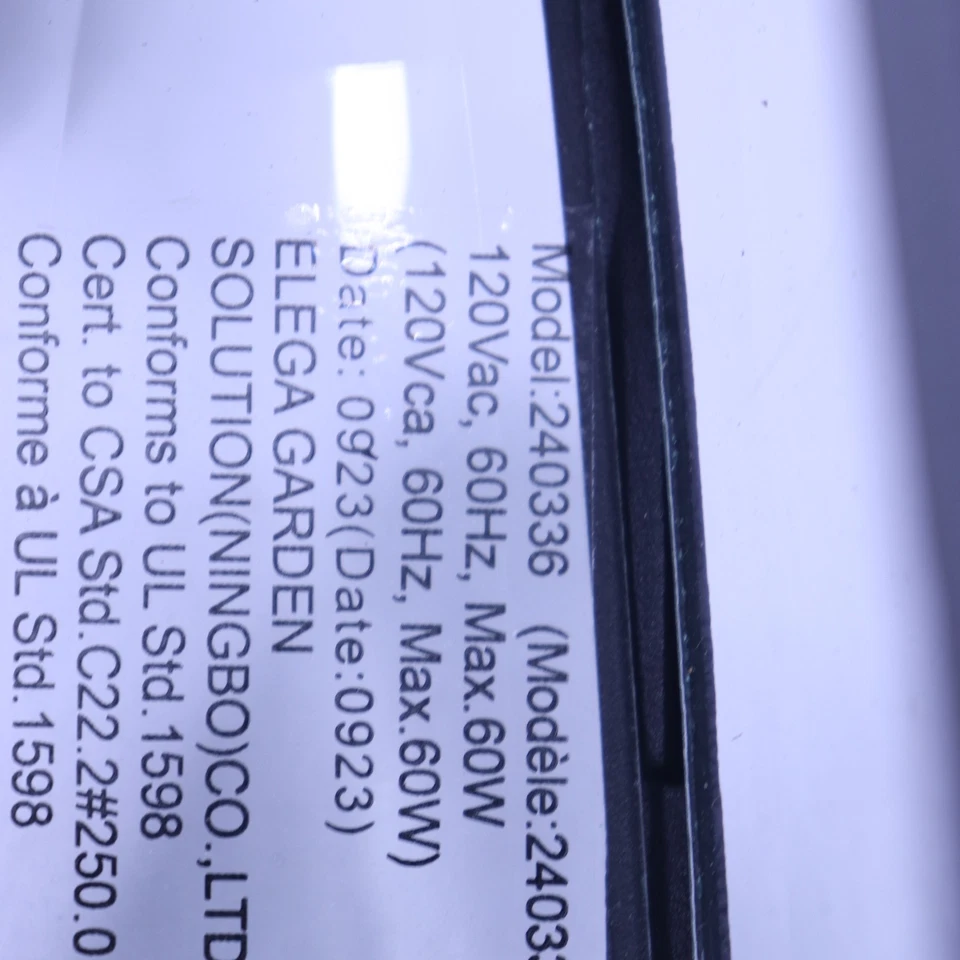 Model:240336 (Modèle:2403
120Vac, 60Hz, Max.60W
(120Vca, 60Hz, Max.60W)
Date: 0923(Date:0923)
ELEGA GARDEN
SOLUTION(NINGBO)CO.,LTD
Conforms to UL Std.1598
Cert. to CSA Std.C22.2#250.0
Conforme à UL Std.1598